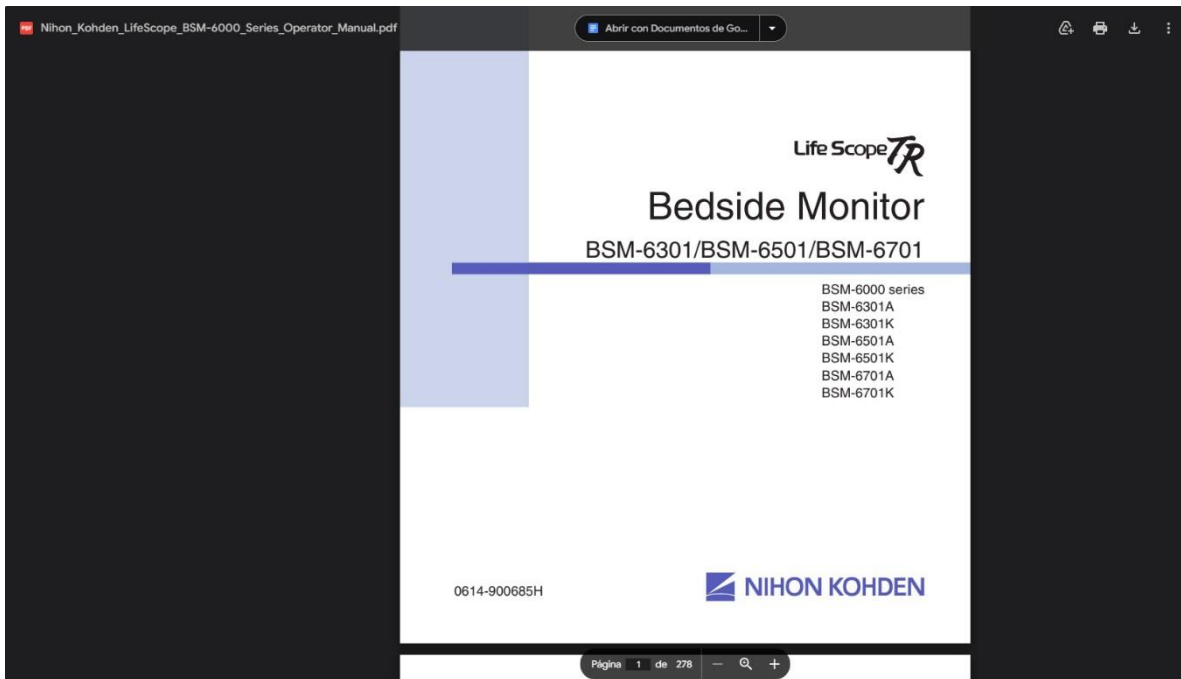 PDF Nihon_Kohden_LifeScope_BSM-6000_Series_Operator_Manual.pdf
Abrir con Documentos de Go...
Life Scope TR
Bedside Monitor
BSM-6301/BSM-6501/BSM-6701
BSM-6000 series
BSM-6301A
BSM-6301K
BSM-6501A
BSM-6501K
BSM-6701A
BSM-6701K
0614-900685H
NIHON KOHDEN
Página 1 de 278